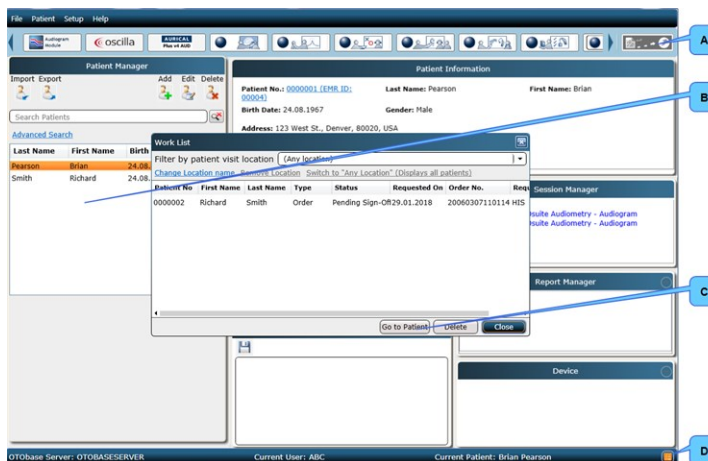 File Patient Setup Help
Audiogram Module
oscilla
AURICAL
Plus v4 AUD
A
Patient Manager
Import Export Add Edit Delete
Search Patients
Advanced Search
Last Name First Name Birth
Pearson Brian 24.08.
Smith Richard 24.08.
Patient Information
Patient No.: 0000001 (EMR ID: 00004) Last Name: Pearson First Name: Brian
Birth Date: 24.08.1967 Gender: Male
Address: 123 West St., Denver, 80020, USA
B
Work List
Filter by patient visit location (Any location)
Change Location name Remove Location Switch to "Any Location" (Displays all patients)
Patient No First Name Last Name Type Status Requested On Order No. Requ
0000002 Richard Smith Order Pending Sign-Off 29.01.2018 20060307110114 HIS
Go to Patient Delete Close
Session Manager
0suite Audiometry - Audiogram
0suite Audiometry - Audiogram
Report Manager
C
Device
OTObase Server: OTOBASESERVER Current User: ABC Current Patient: Brian Pearson
D